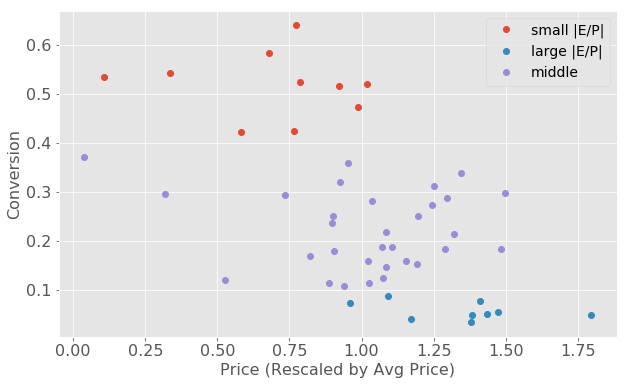 small |E/P|
large |E/P|
middle
0.6
0.5
0.4
0.3
0.2
0.1
Conversion
0.00 0.25 0.50 0.75 1.00 1.25 1.50 1.75
Price (Rescaled by Avg Price)